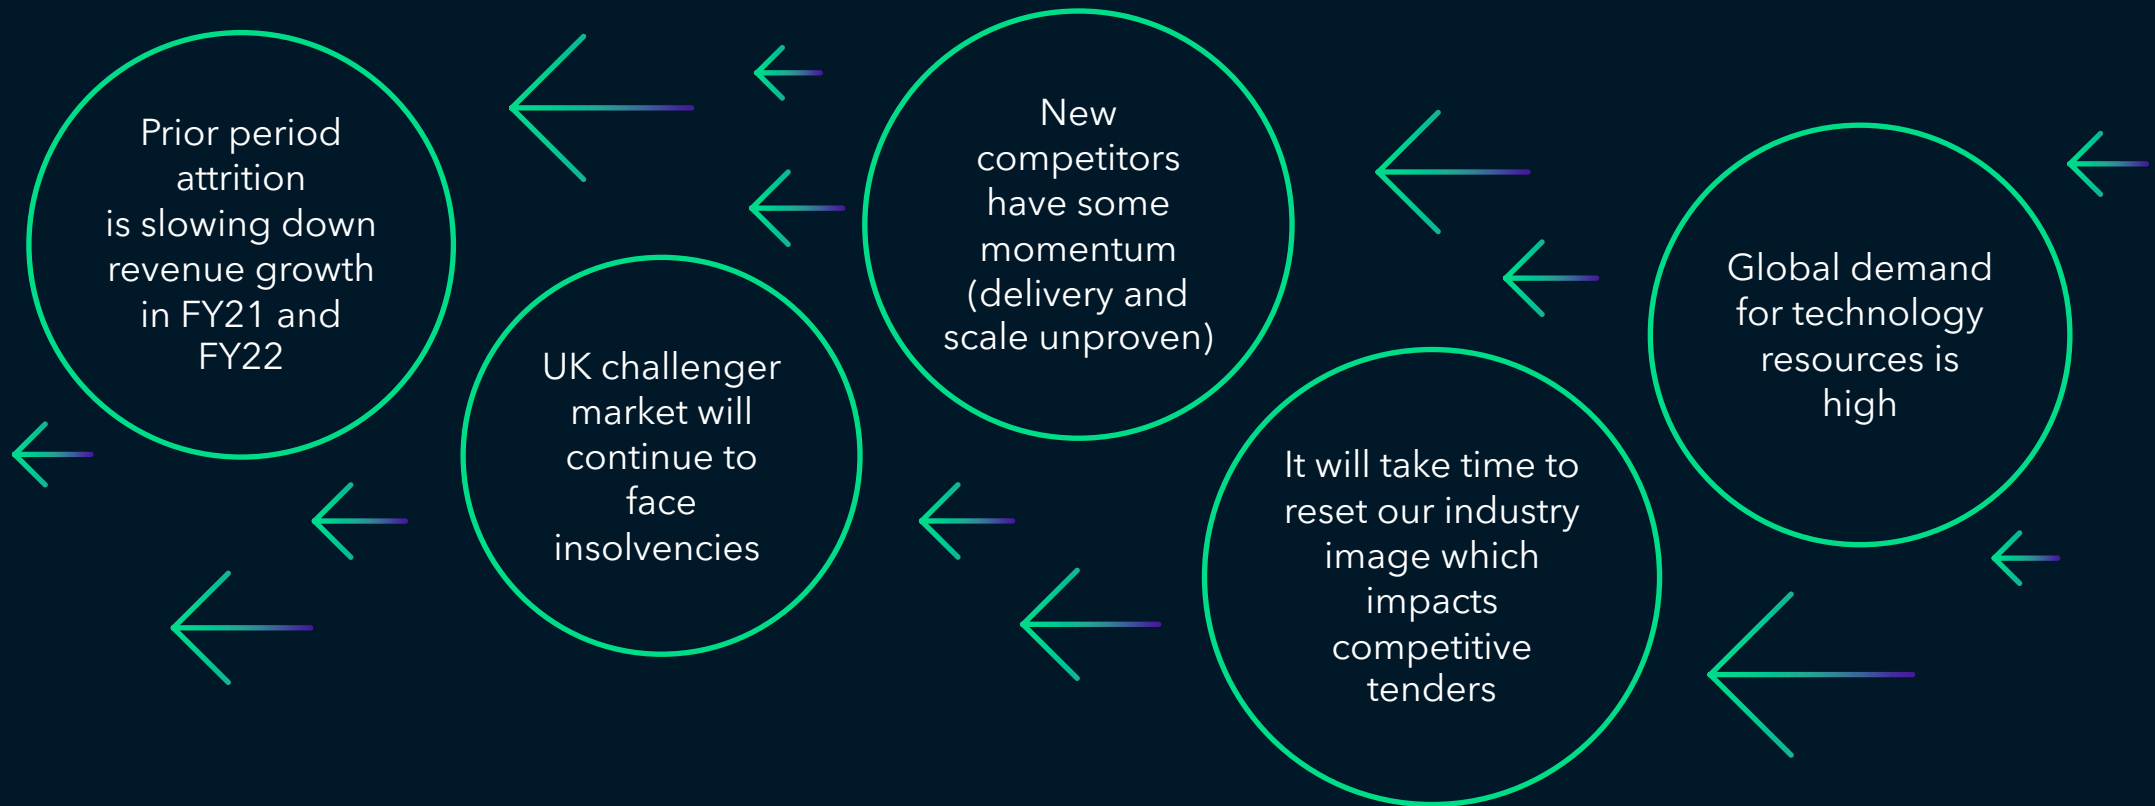 Prior period
attrition
is slowing down
revenue growth
in FY21 and
FY22
UK challenger
market will
continue to
face
insolvencies
New
competitors
have some
momentum
(delivery and
scale unproven)
It will take time to
reset our industry
image which
impacts
competitive
tenders
Global demand
for technology
resources is
high